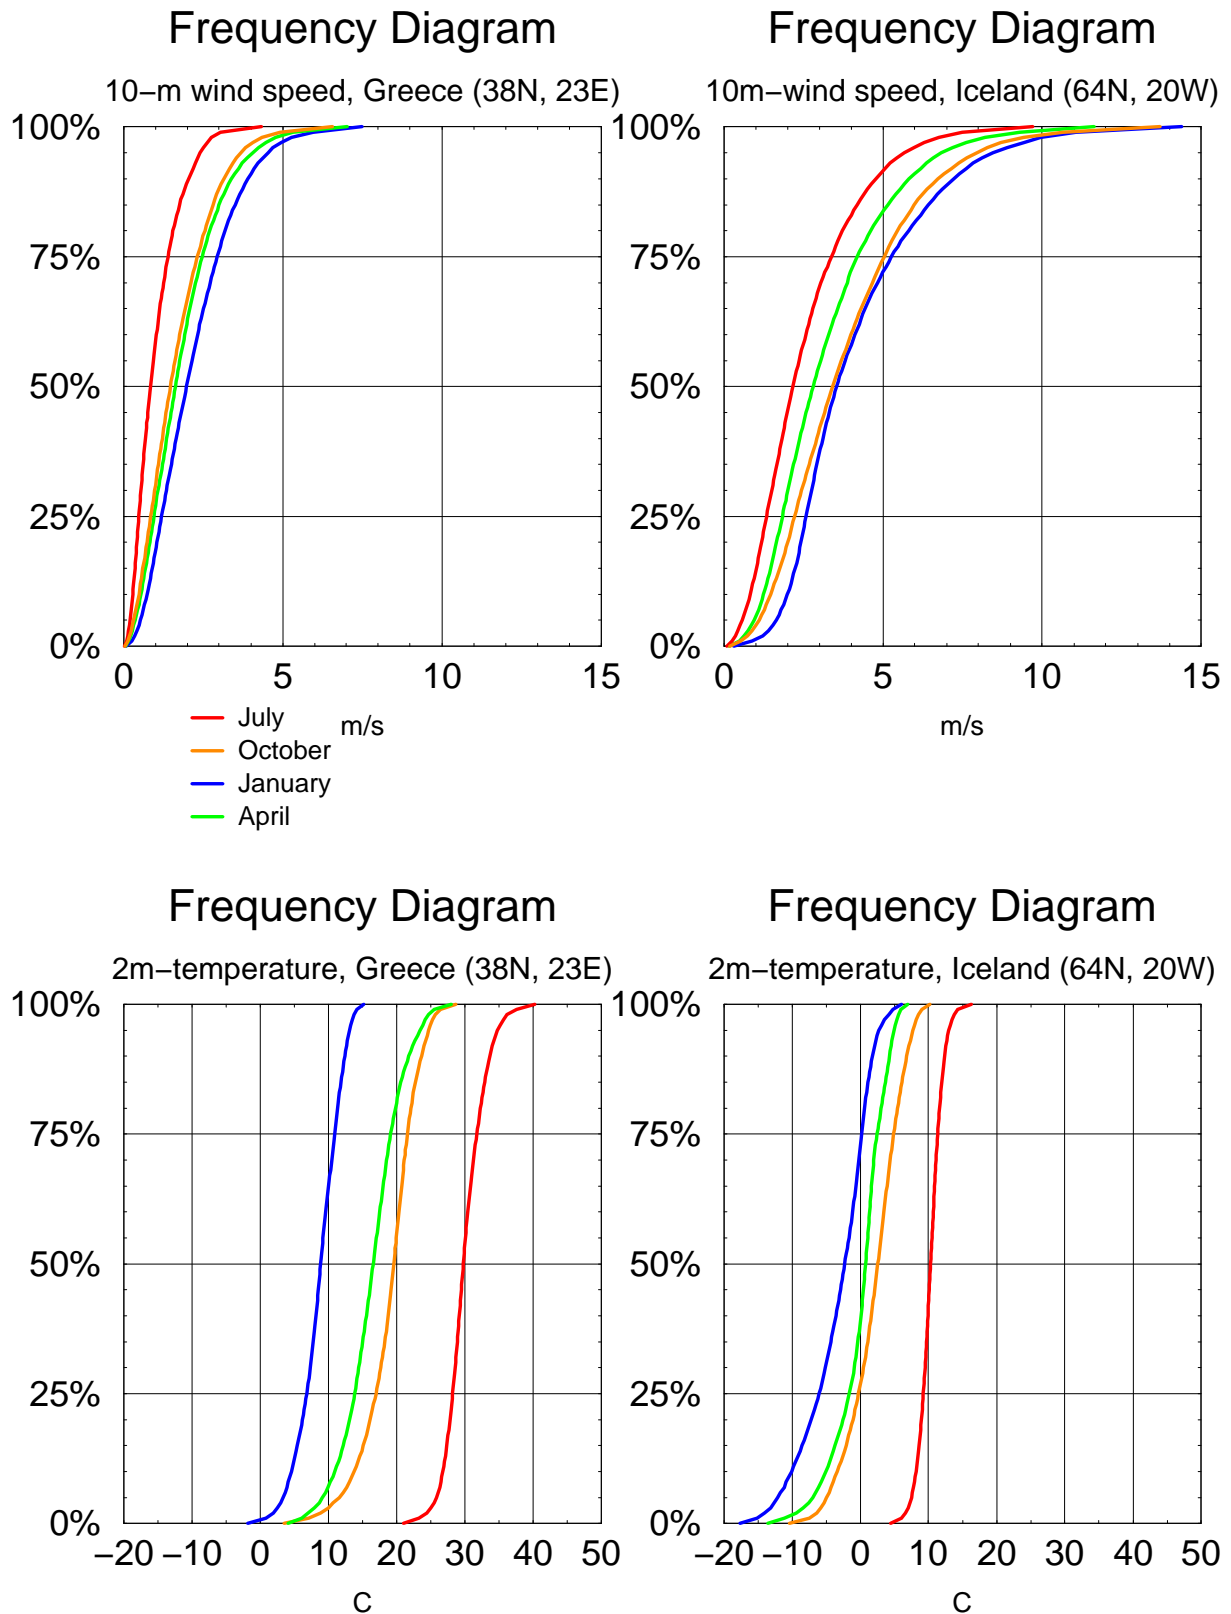 Frequency Diagram
10−m wind speed, Greece (38N, 23E)
100%
75%
50%
25%
0%
0 5 10 15
m/s
July
October
January
April
Frequency Diagram
10m−wind speed, Iceland (64N, 20W)
100%
75%
50%
25%
0%
0 5 10 15
m/s
Frequency Diagram
2m−temperature, Greece (38N, 23E)
100%
75%
50%
25%
0%
−20 −10 0 10 20 30 40 50
C
Frequency Diagram
2m−temperature, Iceland (64N, 20W)
100%
75%
50%
25%
0%
−20 −10 0 10 20 30 40 50
C